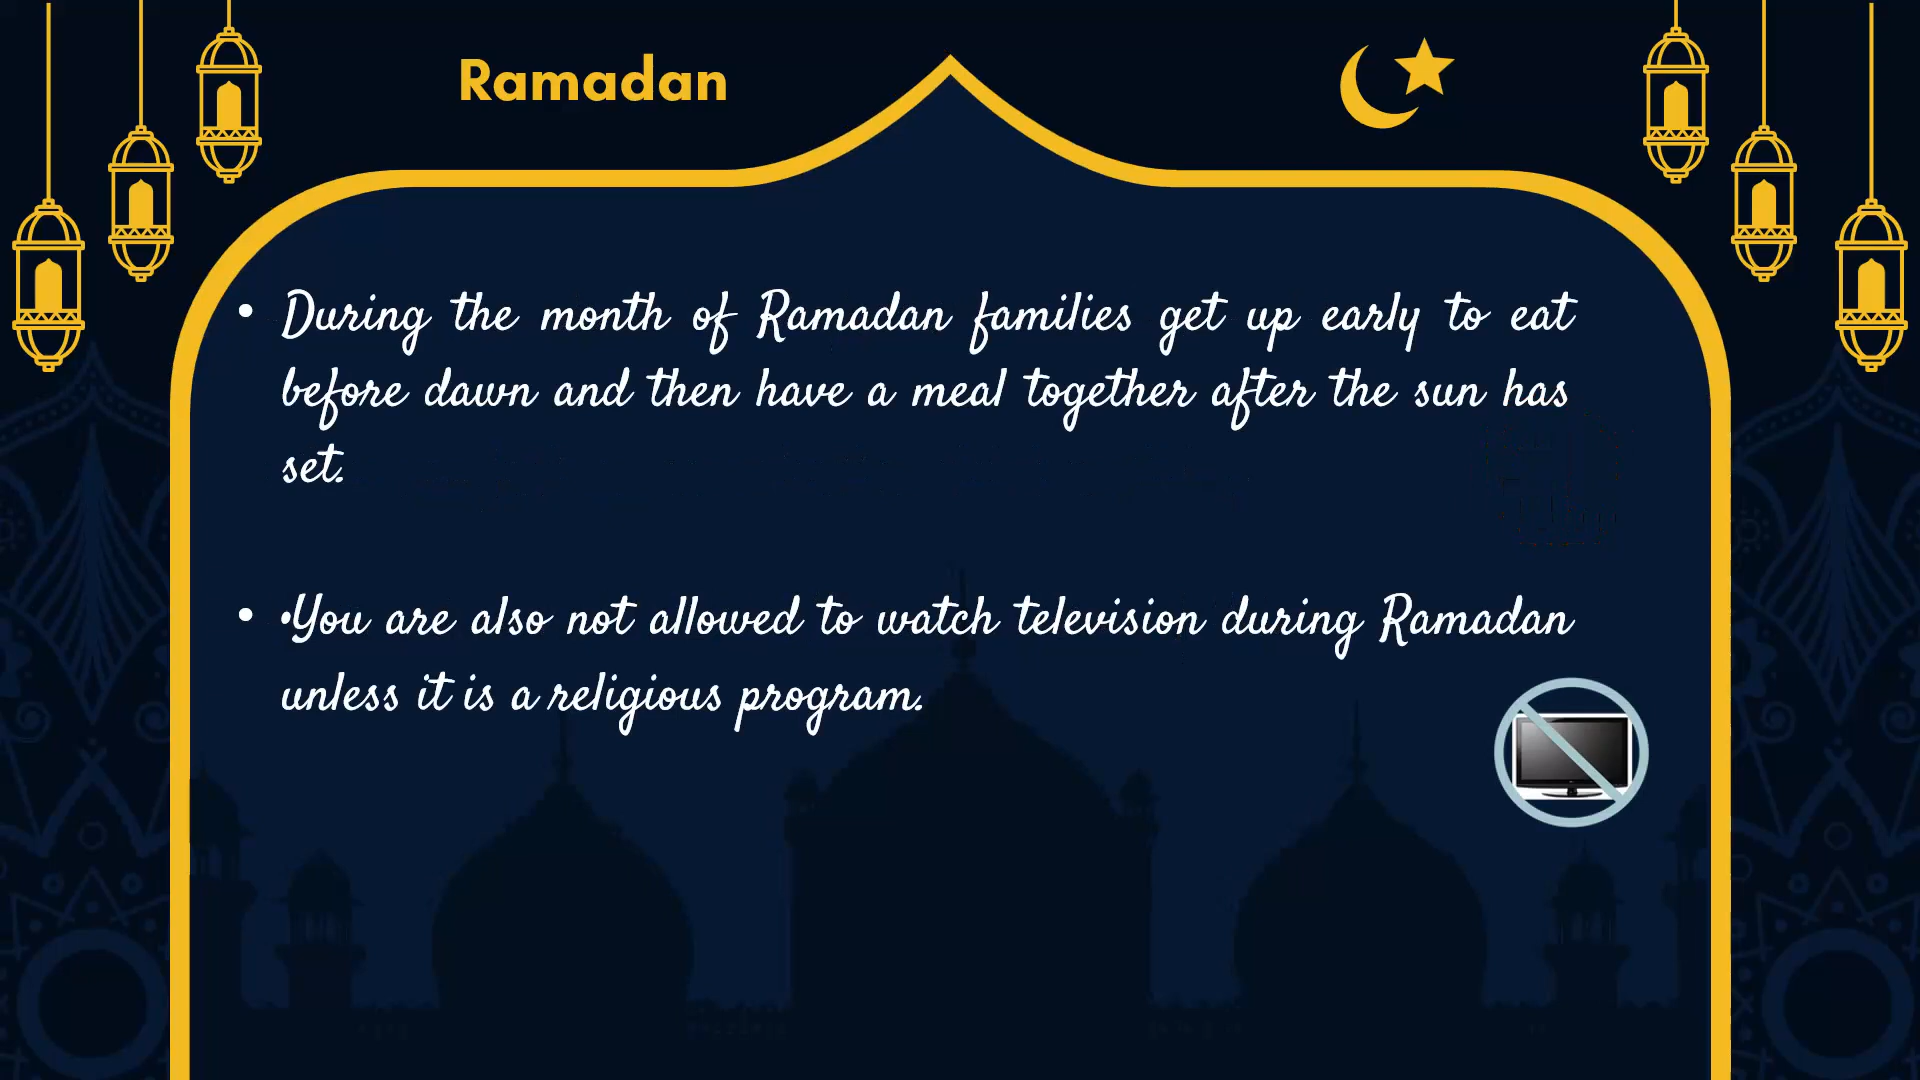 Ramadan
• During the month of Ramadan families get up early to eat
before dawn and then have a meal together after the sun has
set.
• •You are also not allowed to watch television during Ramadan
unless it is a religious program.